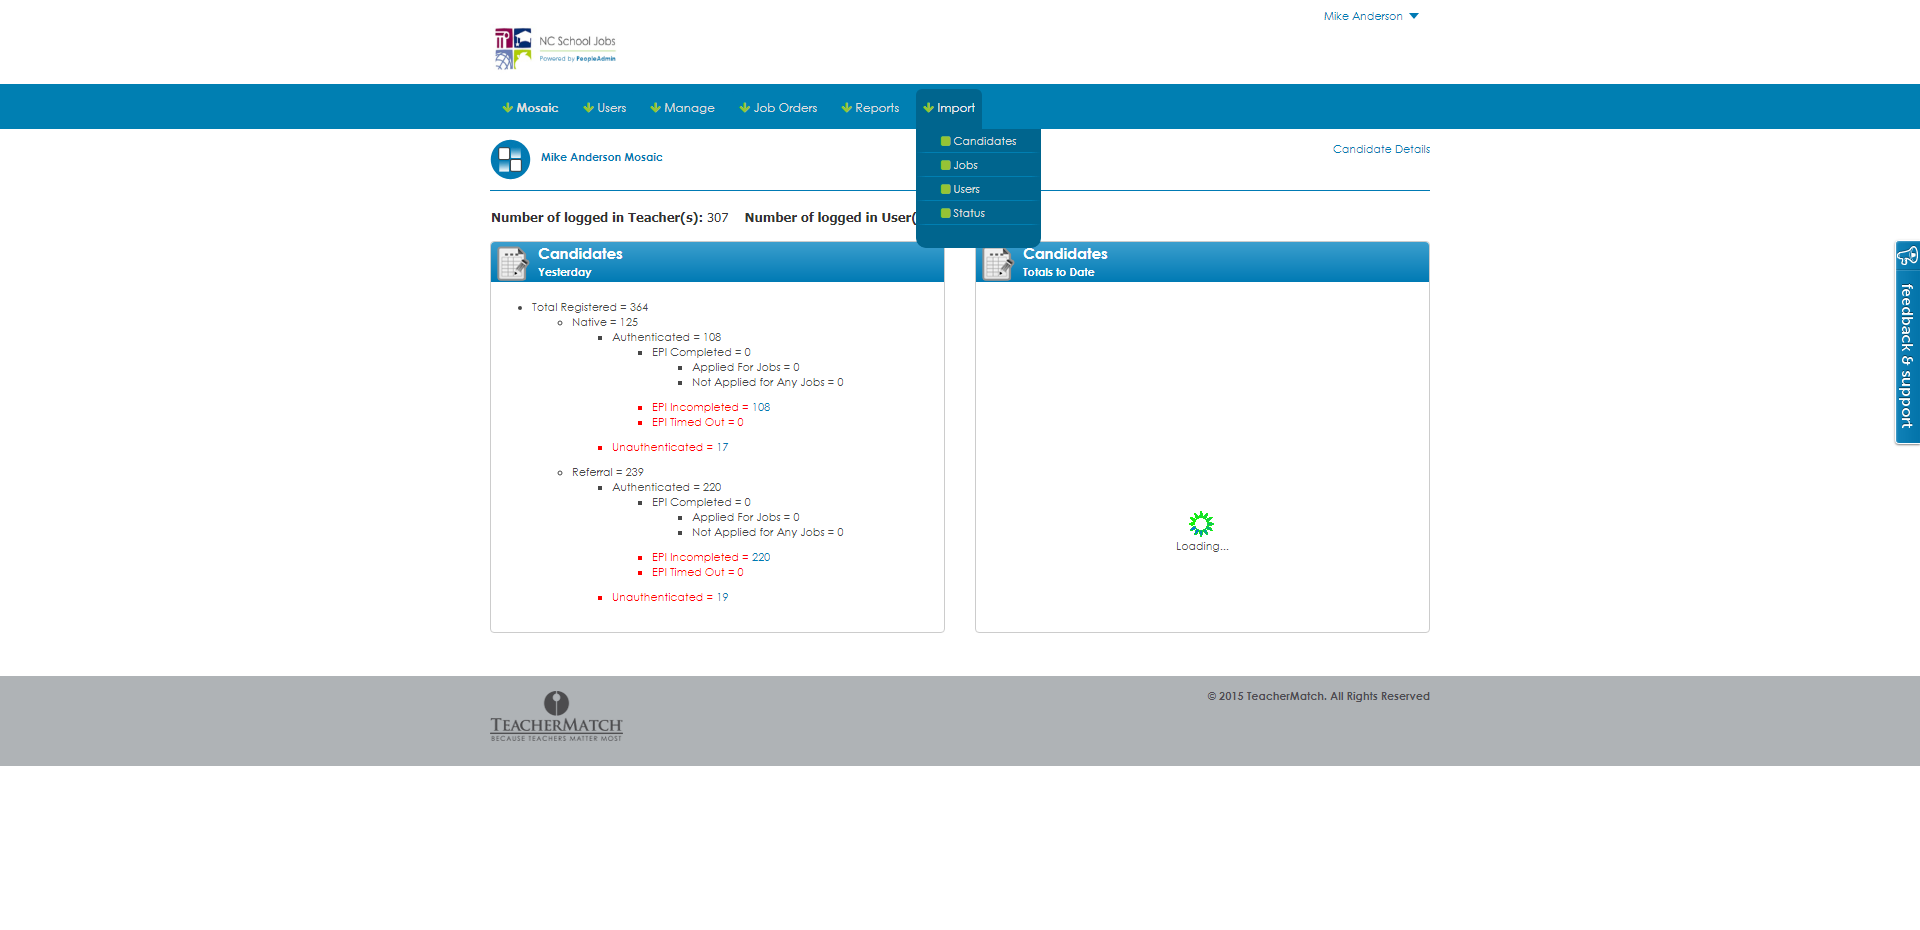 Mike Anderson
NC School Jobs
Powered by PeopleAdmin
Mosaic Users Manage Job Orders Reports Import
Candidates
Jobs
Users
Status
Mike Anderson Mosaic
Candidate Details
Number of logged in Teacher(s): 307 Number of logged in User(
Candidates
Yesterday
Total Registered = 364
Native = 125
Authenticated = 108
EPI Completed = 0
Applied For Jobs = 0
Not Applied for Any Jobs = 0
EPI Incompleted = 108
EPI Timed Out = 0
Unauthenticated = 17
Referral = 239
Authenticated = 220
EPI Completed = 0
Applied For Jobs = 0
Not Applied for Any Jobs = 0
EPI Incompleted = 220
EPI Timed Out = 0
Unauthenticated = 19
Candidates
Totals to Date
Loading...
feedback & support
TEACHERMATCH
BECAUSE TEACHERS MATTER MOST
© 2015 TeacherMatch. All Rights Reserved